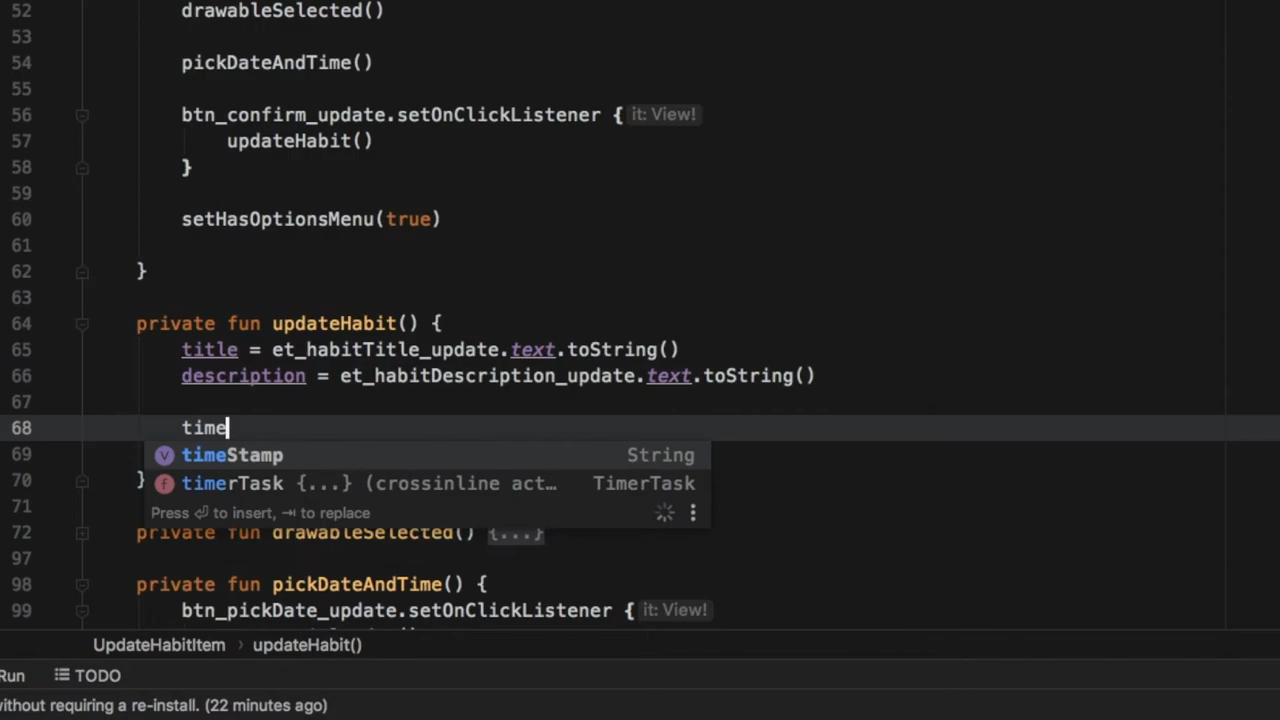 52 drawableSelected()
53
54 pickDateAndTime()
55
56 btn_confirm_update.setOnClickListener { it: View!
57 updateHabit()
58 }
59
60 setHasOptionsMenu(true)
61
62 }
63
64 private fun updateHabit() {
65 title = et_habitTitle_update.text.toString()
66 description = et_habitDescription_update.text.toString()
67
68 time
69 timeStamp String
70 } timerTask {...} (crossinline act… TimerTask
71 Press ⏎ to insert, ⇥ to replace
72 private fun drawableSelected() {...}
97
98 private fun pickDateAndTime() {
99 btn_pickDate_update.setOnClickListener { it: View!
UpdateHabitItem › updateHabit()
Run TODO
without requiring a re-install. (22 minutes ago)